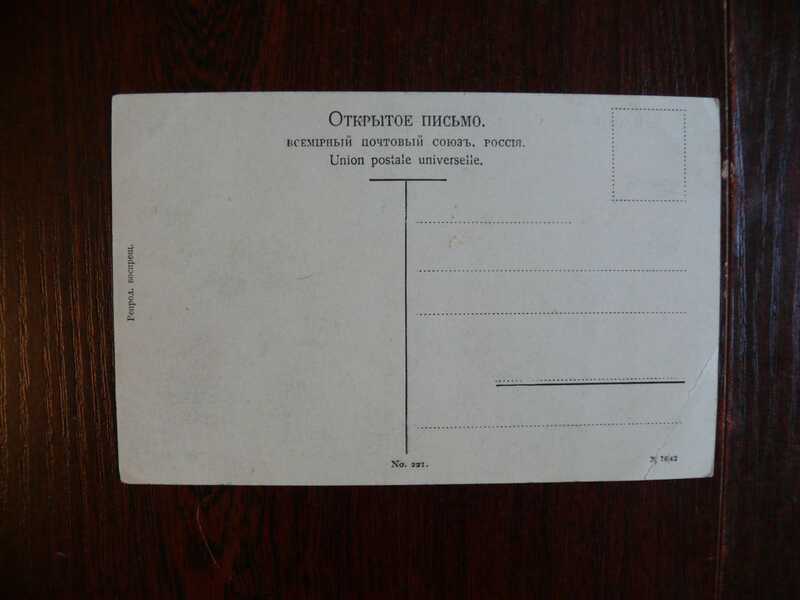 Открытое письмо.
ВСЕМІРНЫЙ ПОЧТОВЫЙ СОЮЗЪ. РОССІЯ.
Union postale universelle.
Репрод. воспрещ.
No. 221.